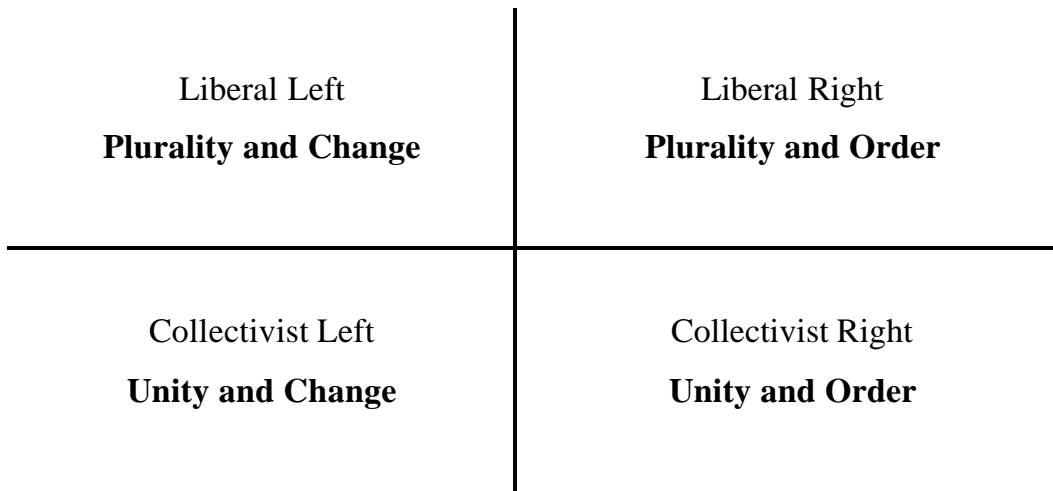 Liberal Left
Plurality and Change
Liberal Right
Plurality and Order
Collectivist Left
Unity and Change
Collectivist Right
Unity and Order